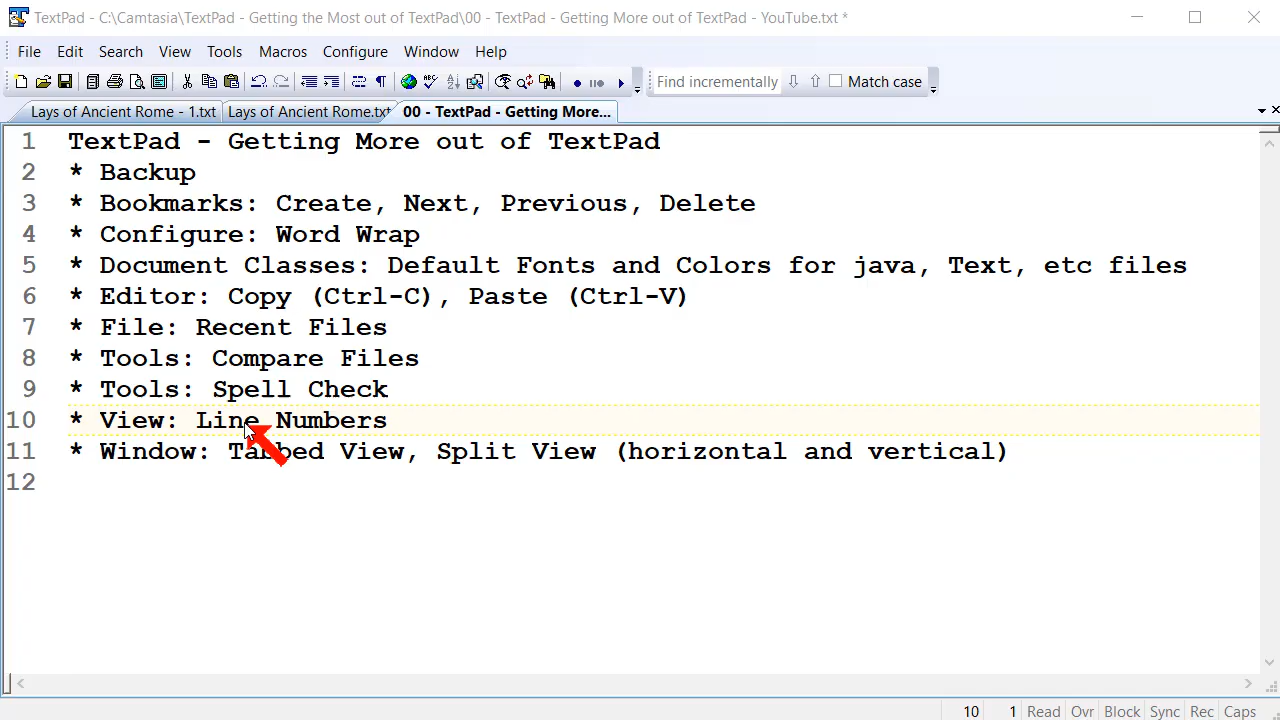 TextPad - C:\Camtasia\TextPad - Getting the Most out of TextPad\00 - TextPad - Getting More out of TextPad - YouTube.txt *
File Edit Search View Tools Macros Configure Window Help
Find incrementally Match case
Lays of Ancient Rome - 1.txt Lays of Ancient Rome.txt 00 - TextPad - Getting More...
1 TextPad - Getting More out of TextPad
2 * Backup
3 * Bookmarks: Create, Next, Previous, Delete
4 * Configure: Word Wrap
5 * Document Classes: Default Fonts and Colors for java, Text, etc files
6 * Editor: Copy (Ctrl-C), Paste (Ctrl-V)
7 * File: Recent Files
8 * Tools: Compare Files
9 * Tools: Spell Check
10 * View: Line Numbers
11 * Window: Tabbed View, Split View (horizontal and vertical)
12
10 1 Read Ovr Block Sync Rec Caps